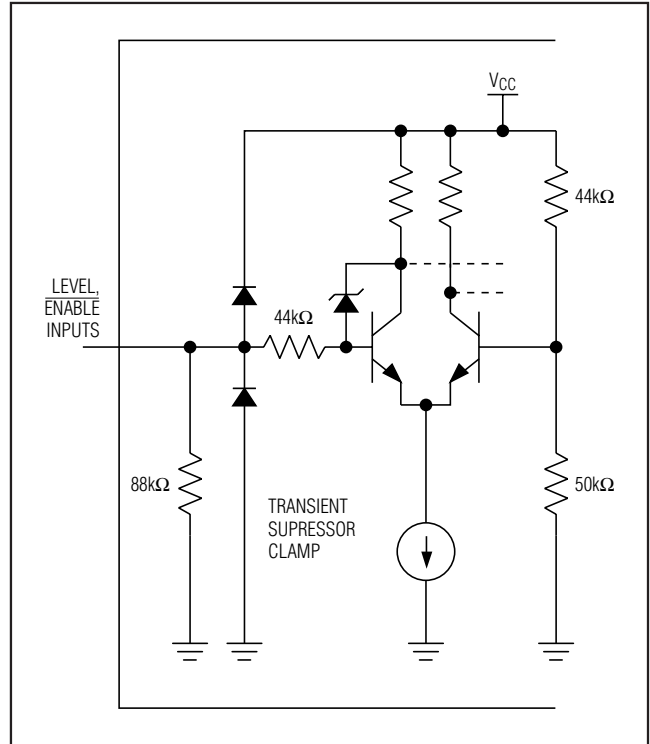 VCC
44kΩ
LEVEL,
ENABLE
INPUTS
44kΩ
88kΩ
TRANSIENT
SUPRESSOR
CLAMP
50kΩ